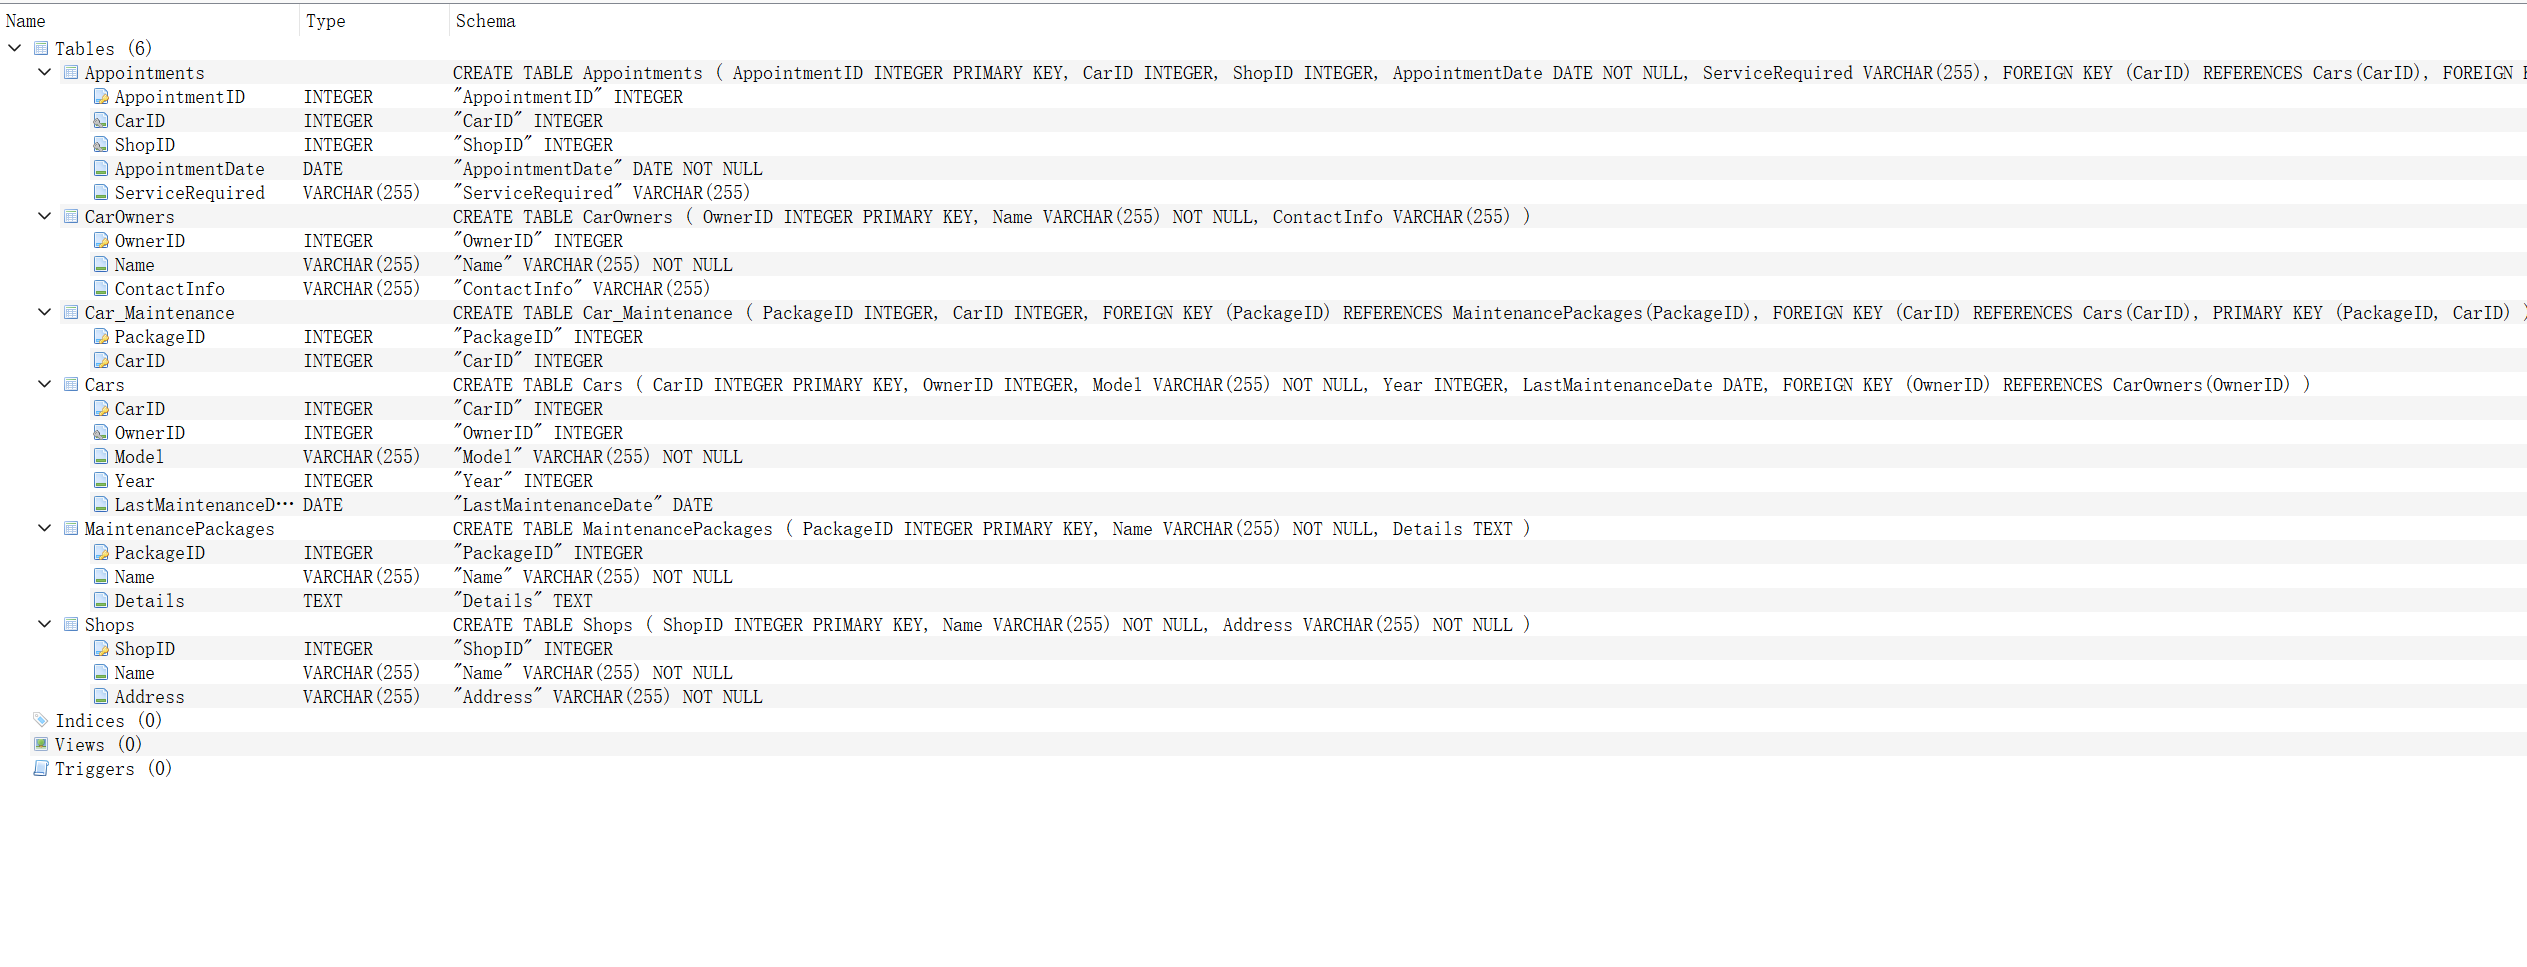 Name Type Schema
Tables (6)
Appointments CREATE TABLE Appointments ( AppointmentID INTEGER PRIMARY KEY, CarID INTEGER, ShopID INTEGER, AppointmentDate DATE NOT NULL, ServiceRequired VARCHAR(255), FOREIGN KEY (CarID) REFERENCES Cars(CarID), FOREIGN
AppointmentID INTEGER "AppointmentID" INTEGER
CarID INTEGER "CarID" INTEGER
ShopID INTEGER "ShopID" INTEGER
AppointmentDate DATE "AppointmentDate" DATE NOT NULL
ServiceRequired VARCHAR(255) "ServiceRequired" VARCHAR(255)
CarOwners CREATE TABLE CarOwners ( OwnerID INTEGER PRIMARY KEY, Name VARCHAR(255) NOT NULL, ContactInfo VARCHAR(255) )
OwnerID INTEGER "OwnerID" INTEGER
Name VARCHAR(255) "Name" VARCHAR(255) NOT NULL
ContactInfo VARCHAR(255) "ContactInfo" VARCHAR(255)
Car_Maintenance CREATE TABLE Car_Maintenance ( PackageID INTEGER, CarID INTEGER, FOREIGN KEY (PackageID) REFERENCES MaintenancePackages(PackageID), FOREIGN KEY (CarID) REFERENCES Cars(CarID), PRIMARY KEY (PackageID, CarID) )
PackageID INTEGER "PackageID" INTEGER
CarID INTEGER "CarID" INTEGER
Cars CREATE TABLE Cars ( CarID INTEGER PRIMARY KEY, OwnerID INTEGER, Model VARCHAR(255) NOT NULL, Year INTEGER, LastMaintenanceDate DATE, FOREIGN KEY (OwnerID) REFERENCES CarOwners(OwnerID) )
CarID INTEGER "CarID" INTEGER
OwnerID INTEGER "OwnerID" INTEGER
Model VARCHAR(255) "Model" VARCHAR(255) NOT NULL
Year INTEGER "Year" INTEGER
LastMaintenanceD··· DATE "LastMaintenanceDate" DATE
MaintenancePackages CREATE TABLE MaintenancePackages ( PackageID INTEGER PRIMARY KEY, Name VARCHAR(255) NOT NULL, Details TEXT )
PackageID INTEGER "PackageID" INTEGER
Name VARCHAR(255) "Name" VARCHAR(255) NOT NULL
Details TEXT "Details" TEXT
Shops CREATE TABLE Shops ( ShopID INTEGER PRIMARY KEY, Name VARCHAR(255) NOT NULL, Address VARCHAR(255) NOT NULL )
ShopID INTEGER "ShopID" INTEGER
Name VARCHAR(255) "Name" VARCHAR(255) NOT NULL
Address VARCHAR(255) "Address" VARCHAR(255) NOT NULL
Indices (0)
Views (0)
Triggers (0)